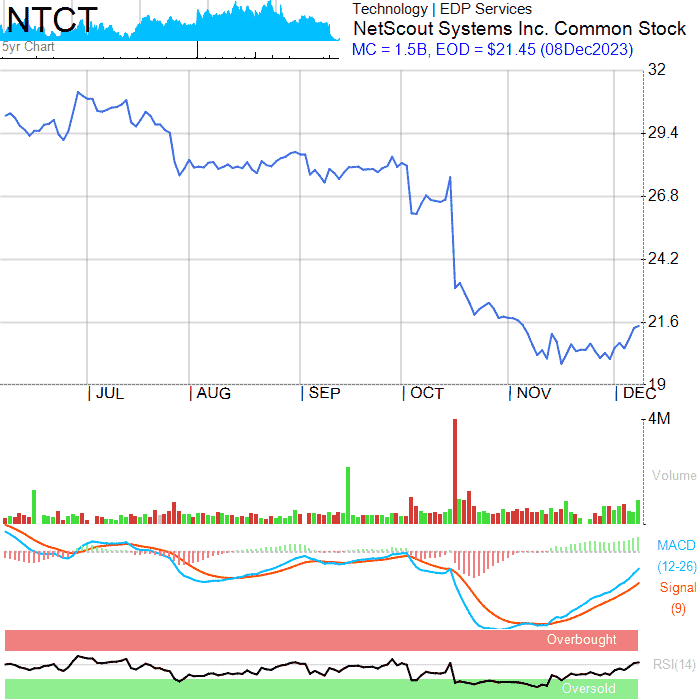 NTCT
5yr Chart
Technology | EDP Services
NetScout Systems Inc. Common Stock
MC = 1.5B, EOD = $21.45 (08Dec2023)
32
29.4
26.8
24.2
21.6
19
JUL AUG SEP OCT NOV DEC
4M
Volume
MACD
(12-26)
Signal
(9)
Overbought
RSI(14)
Oversold